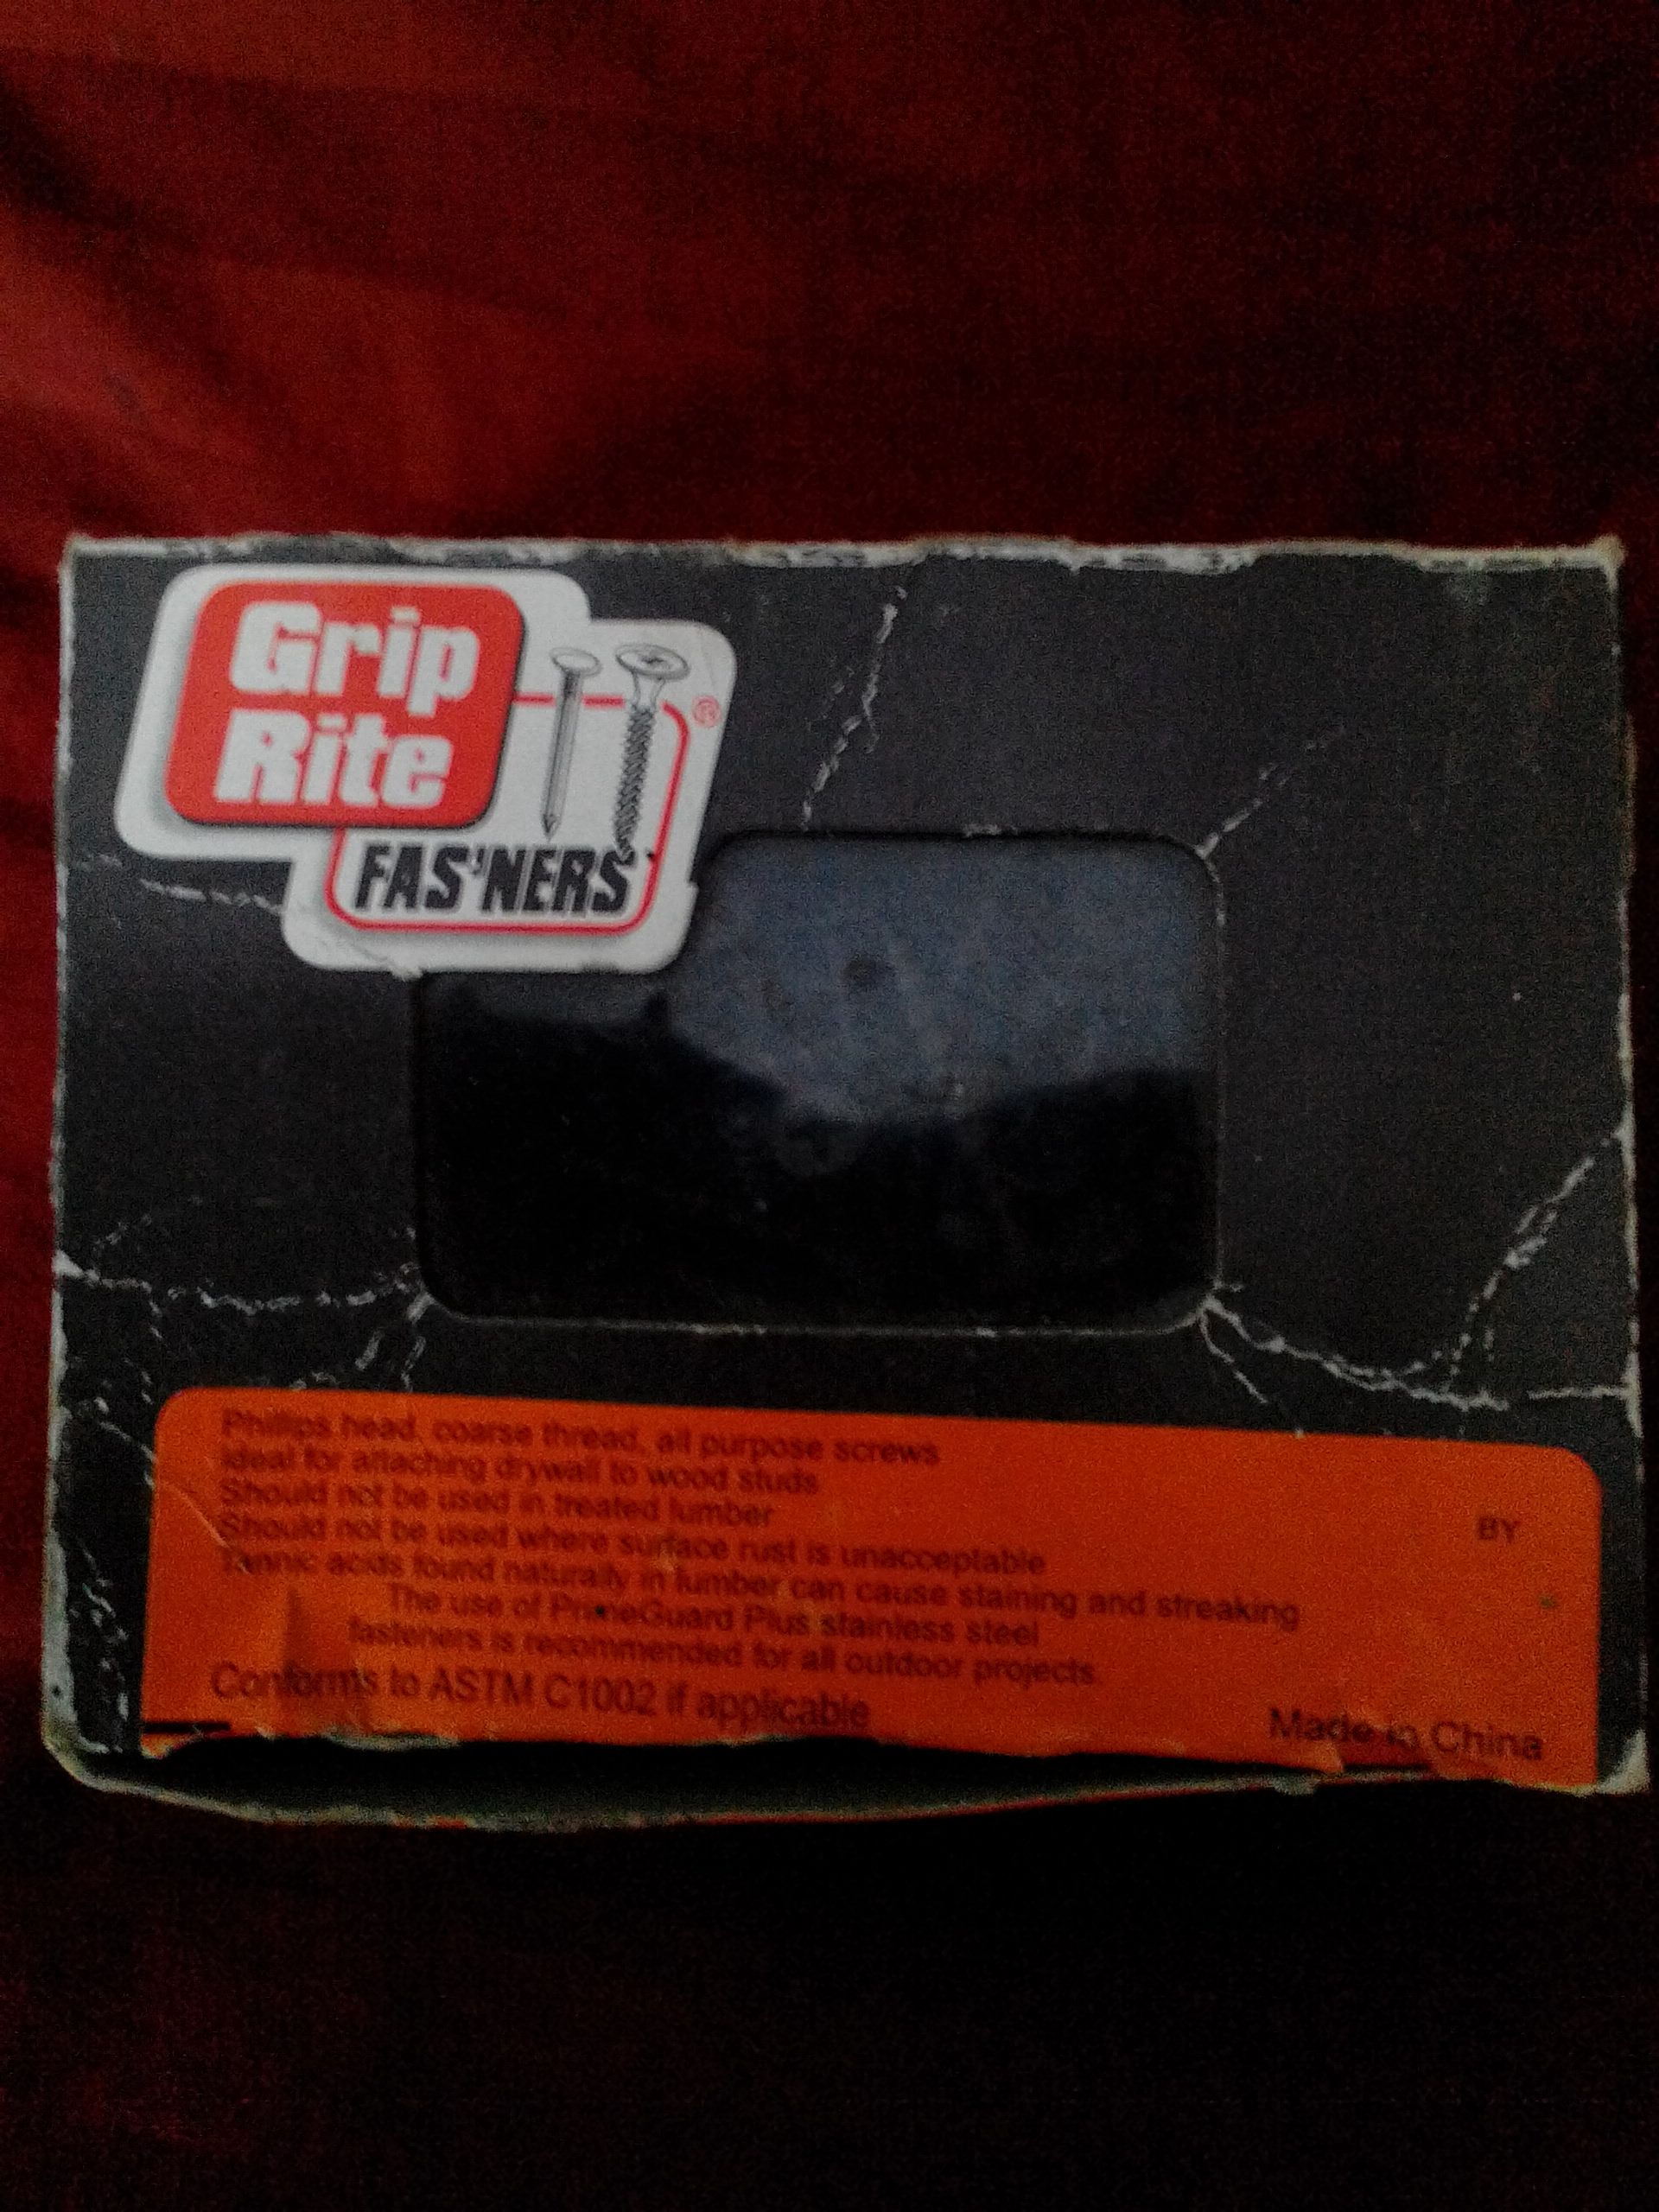 Grip
Rite
®
FAS'NERS
Phillips head, coarse thread, all purpose screws
Ideal for attaching drywall to wood studs
Should not be used in treated lumber
Should not be used where surface rust is unacceptable
BY
Tannic acids found naturally in lumber can cause staining and streaking
The use of PrimeGuard Plus stainless steel
fasteners is recommended for all outdoor projects.
Conforms to ASTM C1002 if applicable
Made in China